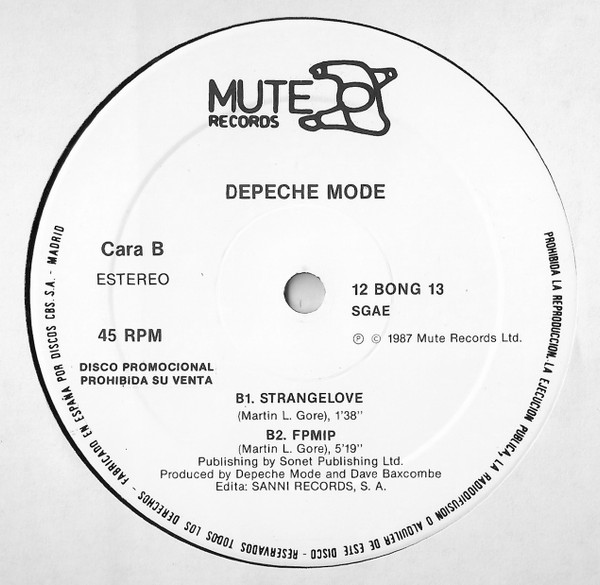 MUTE
RECORDS
DEPECHE MODE
Cara B
ESTEREO
12 BONG 13
SGAE
45 RPM
℗ © 1987 Mute Records Ltd.
DISCO PROMOCIONAL
PROHIBIDA SU VENTA
B1. STRANGELOVE
(Martin L. Gore), 1'38''
B2. FPMIP
(Martin L. Gore), 5'19''
Publishing by Sonet Publishing Ltd.
Produced by Depeche Mode and Dave Baxcombe
Edita: SANNI RECORDS, S. A.
PROHIBIDA LA REPRODUCCION, LA EJECUCION PUBLICA, LA RADIODIFUSION O ALQUILER DE ESTE DISCO - RESERVADOS TODOS LOS DERECHOS - FABRICADO EN ESPAÑA POR DISCOS CBS. S.A. - MADRID